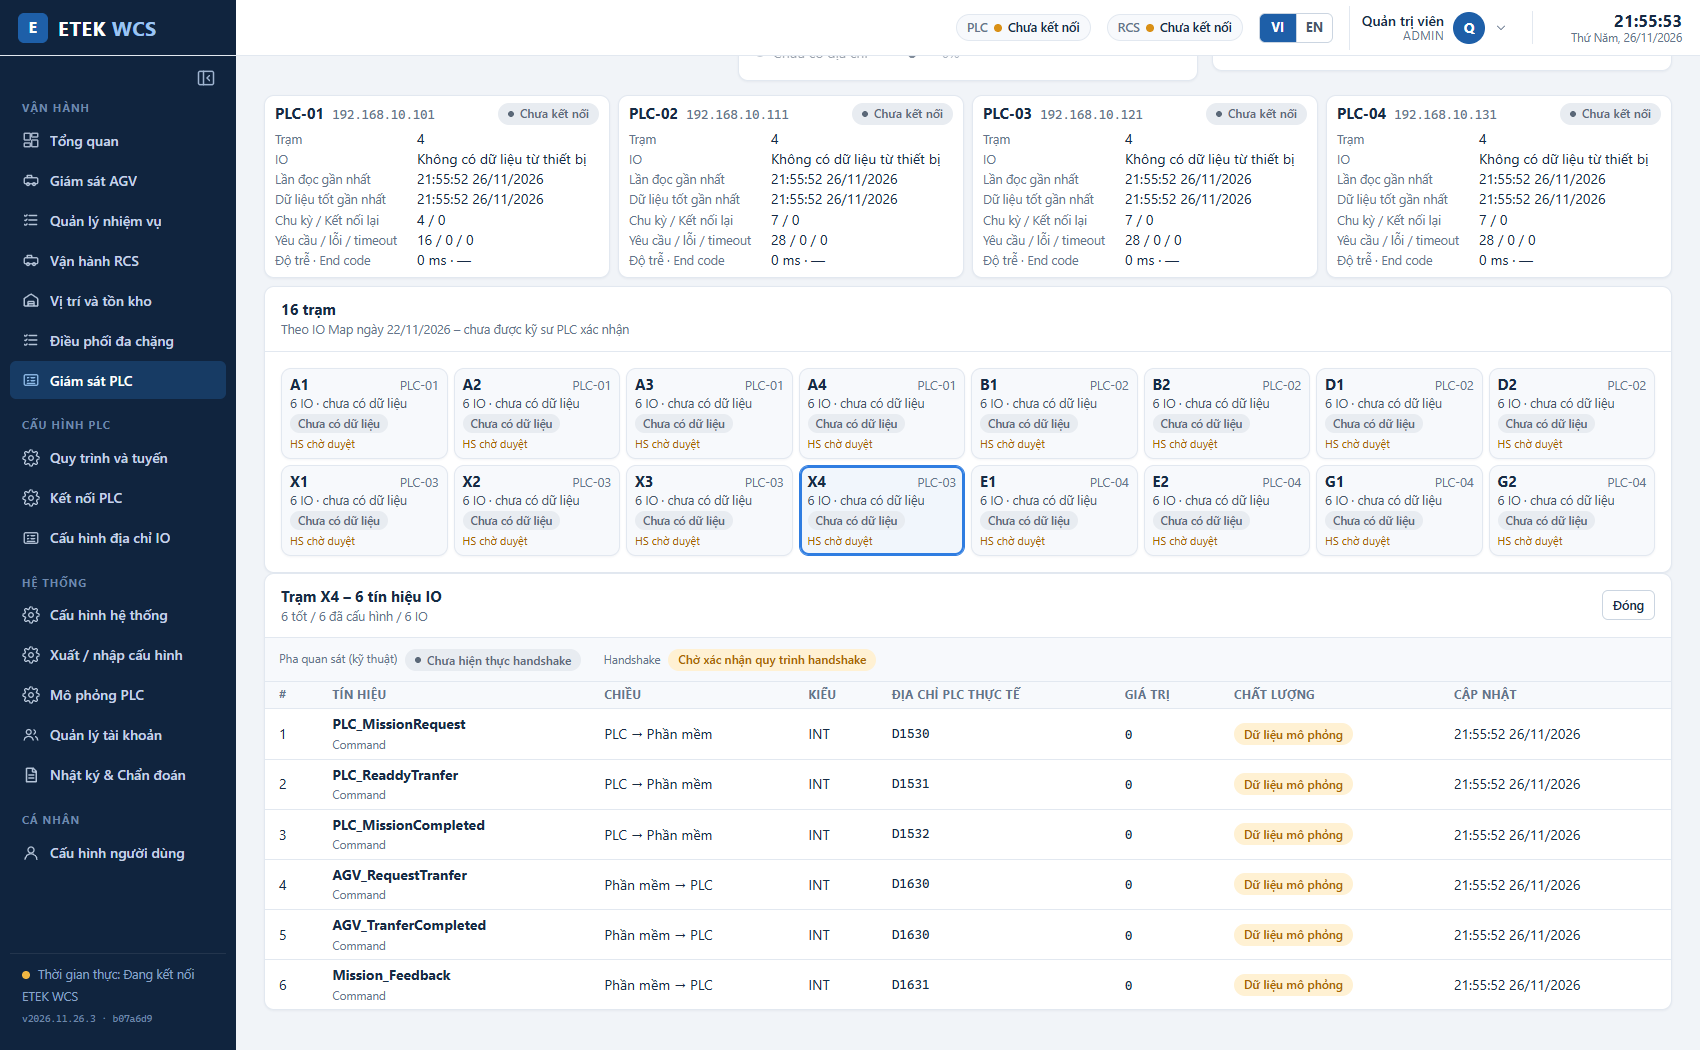 E ETEK WCS
PLC Chưa kết nối
RCS Chưa kết nối
VI EN
Quản trị viên
ADMIN
Q
21:55:53
Thứ Năm, 26/11/2026
VẬN HÀNH
Tổng quan
Giám sát AGV
Quản lý nhiệm vụ
Vận hành RCS
Vị trí và tồn kho
Điều phối đa chặng
Giám sát PLC
CẤU HÌNH PLC
Quy trình và tuyến
Kết nối PLC
Cấu hình địa chỉ IO
HỆ THỐNG
Cấu hình hệ thống
Xuất / nhập cấu hình
Mô phỏng PLC
Quản lý tài khoản
Nhật ký & Chẩn đoán
CÁ NHÂN
Cấu hình người dùng
Thời gian thực: Đang kết nối
ETEK WCS
v2026.11.26.3 · b07a6d9
PLC-01 192.168.10.101 Chưa kết nối
Trạm 4
IO Không có dữ liệu từ thiết bị
Lần đọc gần nhất 21:55:52 26/11/2026
Dữ liệu tốt gần nhất 21:55:52 26/11/2026
Chu kỳ / Kết nối lại 4 / 0
Yêu cầu / lỗi / timeout 16 / 0 / 0
Độ trễ · End code 0 ms · —
PLC-02 192.168.10.111 Chưa kết nối
Trạm 4
IO Không có dữ liệu từ thiết bị
Lần đọc gần nhất 21:55:52 26/11/2026
Dữ liệu tốt gần nhất 21:55:52 26/11/2026
Chu kỳ / Kết nối lại 7 / 0
Yêu cầu / lỗi / timeout 28 / 0 / 0
Độ trễ · End code 0 ms · —
PLC-03 192.168.10.121 Chưa kết nối
Trạm 4
IO Không có dữ liệu từ thiết bị
Lần đọc gần nhất 21:55:52 26/11/2026
Dữ liệu tốt gần nhất 21:55:52 26/11/2026
Chu kỳ / Kết nối lại 7 / 0
Yêu cầu / lỗi / timeout 28 / 0 / 0
Độ trễ · End code 0 ms · —
PLC-04 192.168.10.131 Chưa kết nối
Trạm 4
IO Không có dữ liệu từ thiết bị
Lần đọc gần nhất 21:55:52 26/11/2026
Dữ liệu tốt gần nhất 21:55:52 26/11/2026
Chu kỳ / Kết nối lại 7 / 0
Yêu cầu / lỗi / timeout 28 / 0 / 0
Độ trễ · End code 0 ms · —
16 trạm
Theo IO Map ngày 22/11/2026 – chưa được kỹ sư PLC xác nhận
A1 PLC-01
6 IO · chưa có dữ liệu
Chưa có dữ liệu
HS chờ duyệt
A2 PLC-01
6 IO · chưa có dữ liệu
Chưa có dữ liệu
HS chờ duyệt
A3 PLC-01
6 IO · chưa có dữ liệu
Chưa có dữ liệu
HS chờ duyệt
A4 PLC-01
6 IO · chưa có dữ liệu
Chưa có dữ liệu
HS chờ duyệt
B1 PLC-02
6 IO · chưa có dữ liệu
Chưa có dữ liệu
HS chờ duyệt
B2 PLC-02
6 IO · chưa có dữ liệu
Chưa có dữ liệu
HS chờ duyệt
D1 PLC-02
6 IO · chưa có dữ liệu
Chưa có dữ liệu
HS chờ duyệt
D2 PLC-02
6 IO · chưa có dữ liệu
Chưa có dữ liệu
HS chờ duyệt
X1 PLC-03
6 IO · chưa có dữ liệu
Chưa có dữ liệu
HS chờ duyệt
X2 PLC-03
6 IO · chưa có dữ liệu
Chưa có dữ liệu
HS chờ duyệt
X3 PLC-03
6 IO · chưa có dữ liệu
Chưa có dữ liệu
HS chờ duyệt
X4 PLC-03
6 IO · chưa có dữ liệu
Chưa có dữ liệu
HS chờ duyệt
E1 PLC-04
6 IO · chưa có dữ liệu
Chưa có dữ liệu
HS chờ duyệt
E2 PLC-04
6 IO · chưa có dữ liệu
Chưa có dữ liệu
HS chờ duyệt
G1 PLC-04
6 IO · chưa có dữ liệu
Chưa có dữ liệu
HS chờ duyệt
G2 PLC-04
6 IO · chưa có dữ liệu
Chưa có dữ liệu
HS chờ duyệt
Trạm X4 – 6 tín hiệu IO
6 tốt / 6 đã cấu hình / 6 IO
Đóng
Pha quan sát (kỹ thuật) Chưa hiện thực handshake Handshake Chờ xác nhận quy trình handshake
# TÍN HIỆU CHIỀU KIỂU ĐỊA CHỈ PLC THỰC TẾ GIÁ TRỊ CHẤT LƯỢNG CẬP NHẬT
1 PLC_MissionRequest PLC → Phần mềm INT D1530 0 Dữ liệu mô phỏng 21:55:52 26/11/2026
Command
2 PLC_ReaddyTranfer PLC → Phần mềm INT D1531 0 Dữ liệu mô phỏng 21:55:52 26/11/2026
Command
3 PLC_MissionCompleted PLC → Phần mềm INT D1532 0 Dữ liệu mô phỏng 21:55:52 26/11/2026
Command
4 AGV_RequestTranfer Phần mềm → PLC INT D1630 0 Dữ liệu mô phỏng 21:55:52 26/11/2026
Command
5 AGV_TranferCompleted Phần mềm → PLC INT D1630 0 Dữ liệu mô phỏng 21:55:52 26/11/2026
Command
6 Mission_Feedback Phần mềm → PLC INT D1631 0 Dữ liệu mô phỏng 21:55:52 26/11/2026
Command